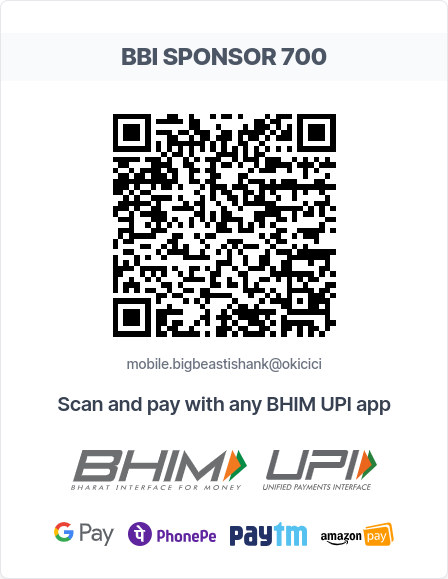 BBI SPONSOR 700
mobile.bigbeastishank@okicici
Scan and pay with any BHIM UPI app
BHIM UPI
BHARAT INTERFACE FOR MONEY UNIFIED PAYMENTS INTERFACE
G Pay PhonePe paytm amazon pay